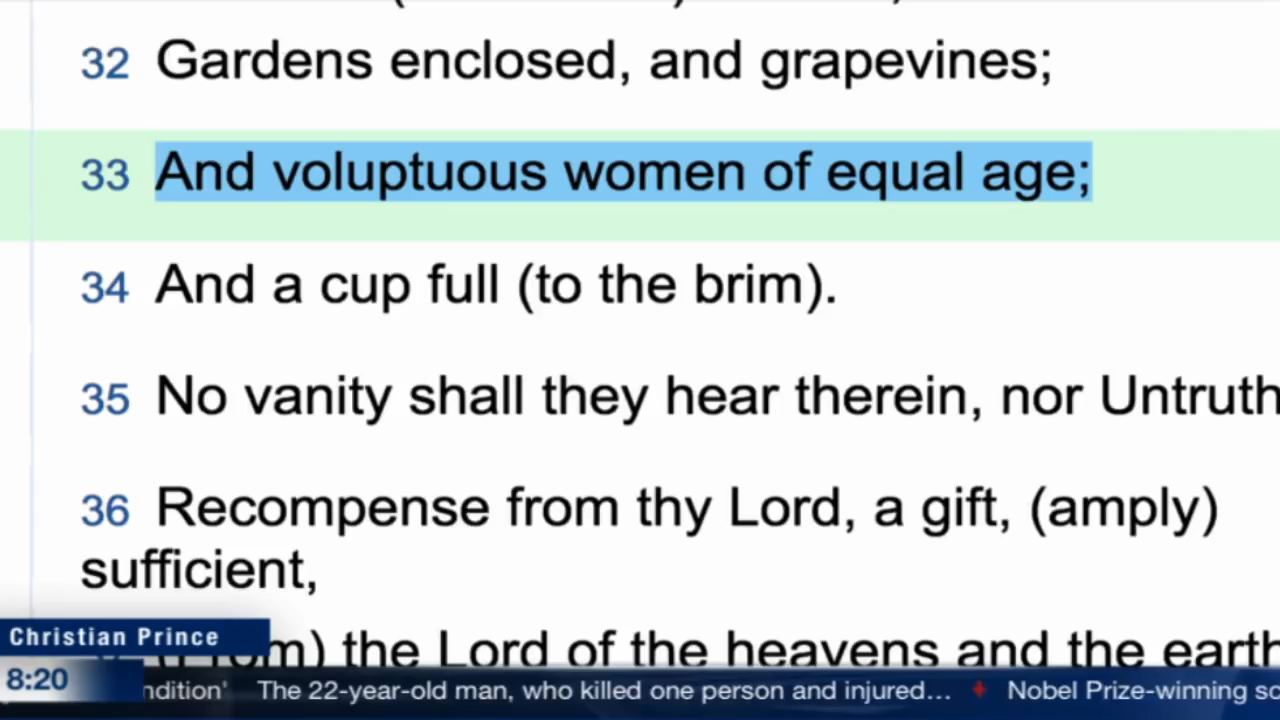 32 Gardens enclosed, and grapevines;
33 And voluptuous women of equal age;
34 And a cup full (to the brim).
35 No vanity shall they hear therein, nor Untruth
36 Recompense from thy Lord, a gift, (amply)
sufficient,
the Lord of the heavens and the earth
Christian Prince
8:20
ndition' The 22-year-old man, who killed one person and injured... Nobel Prize-winning sc